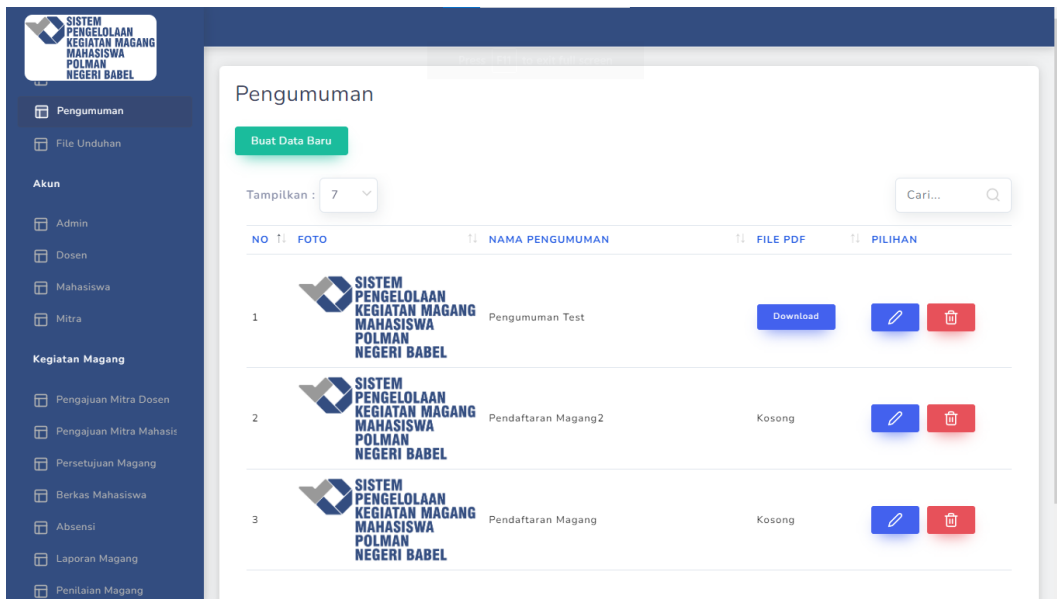 SISTEM
PENGELOLAAN
KEGIATAN MAGANG
MAHASISWA
POLMAN
NEGERI BABEL
Pengumuman
File Unduhan
Akun
Admin
Dosen
Mahasiswa
Mitra
Kegiatan Magang
Pengajuan Mitra Dosen
Pengajuan Mitra Mahasis
Persetujuan Magang
Berkas Mahasiswa
Absensi
Laporan Magang
Penilaian Magang
Pengumuman
Buat Data Baru
Tampilkan : 7
Cari...
NO FOTO NAMA PENGUMUMAN FILE PDF PILIHAN
SISTEM
PENGELOLAAN
KEGIATAN MAGANG
MAHASISWA
POLMAN
NEGERI BABEL
1 Pengumuman Test Download
SISTEM
PENGELOLAAN
KEGIATAN MAGANG
MAHASISWA
POLMAN
NEGERI BABEL
2 Pendaftaran Magang2 Kosong
SISTEM
PENGELOLAAN
KEGIATAN MAGANG
MAHASISWA
POLMAN
NEGERI BABEL
3 Pendaftaran Magang Kosong